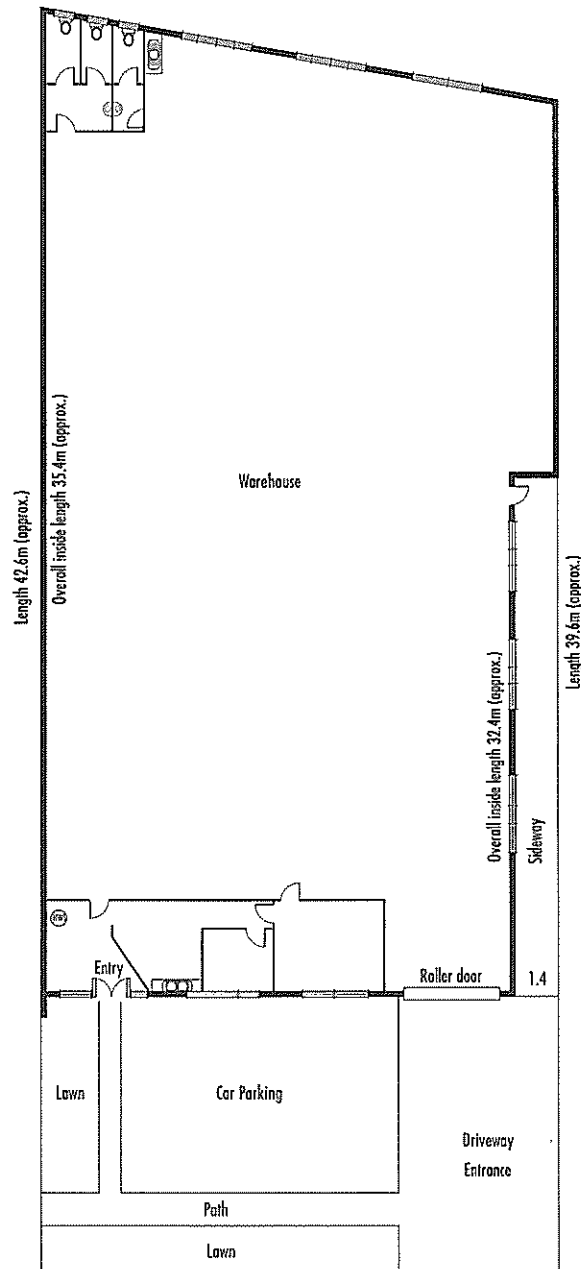 Warehouse
Length 42.6m (approx.)
Overall inside length 35.4m (approx.)
Overall inside length 32.4m (approx.)
Length 39.6m (approx.)
Sideway
Entry
Roller door
1.4
Lawn
Car Parking
Driveway
Entrance
Path
Lawn